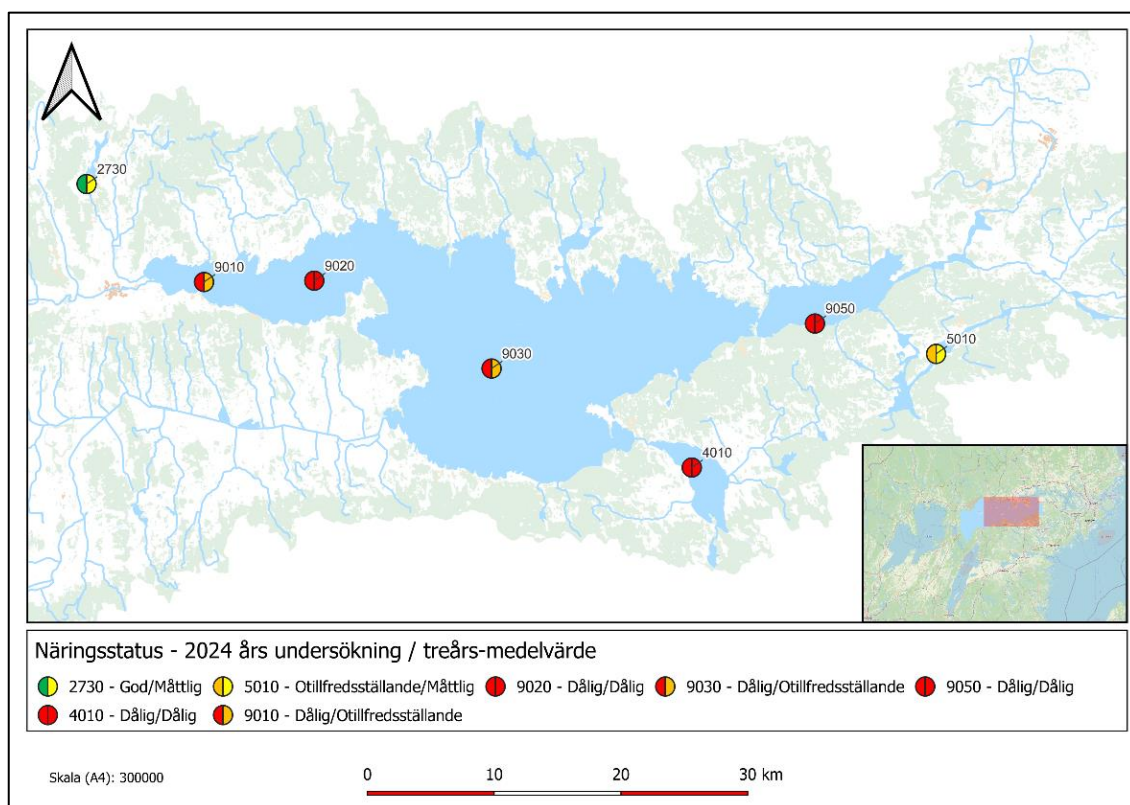 2730
9010
9020
9030
9050
5010
4010
Näringsstatus - 2024 års undersökning / treårs-medelvärde
2730 - God/Måttlig
5010 - Otillfredsställande/Måttlig
9020 - Dålig/Dålig
9030 - Dålig/Otillfredsställande
9050 - Dålig/Dålig
4010 - Dålig/Dålig
9010 - Dålig/Otillfredsställande
Skala (A4): 300000
0
10
20
30 km